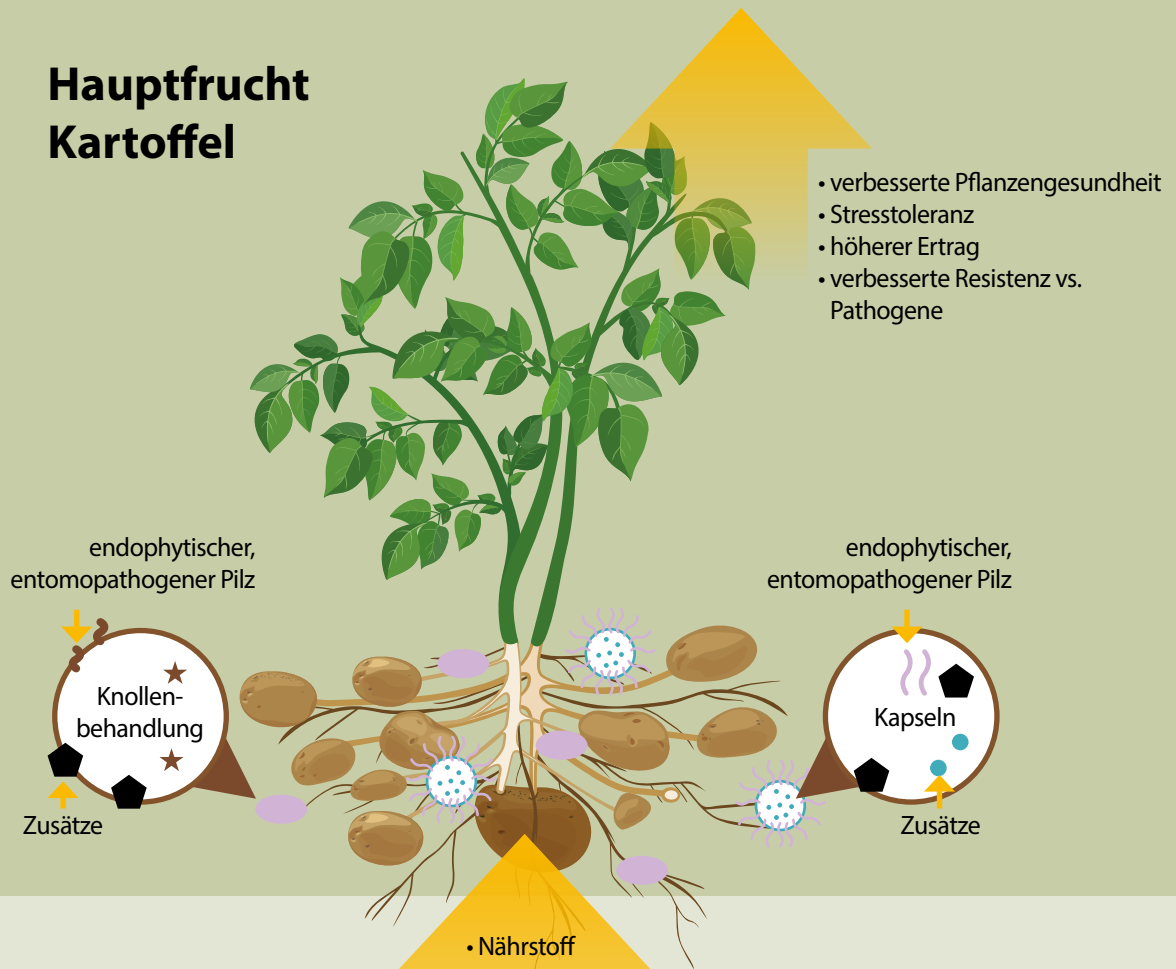 Hauptfrucht
Kartoffel
• verbesserte Pflanzengesundheit
• Stresstoleranz
• höherer Ertrag
• verbesserte Resistenz vs.
Pathogene
endophytischer,
entomopathogener Pilz
Knollen-
behandlung
Zusätze
endophytischer,
entomopathogener Pilz
Kapseln
Zusätze
• Nährstoff